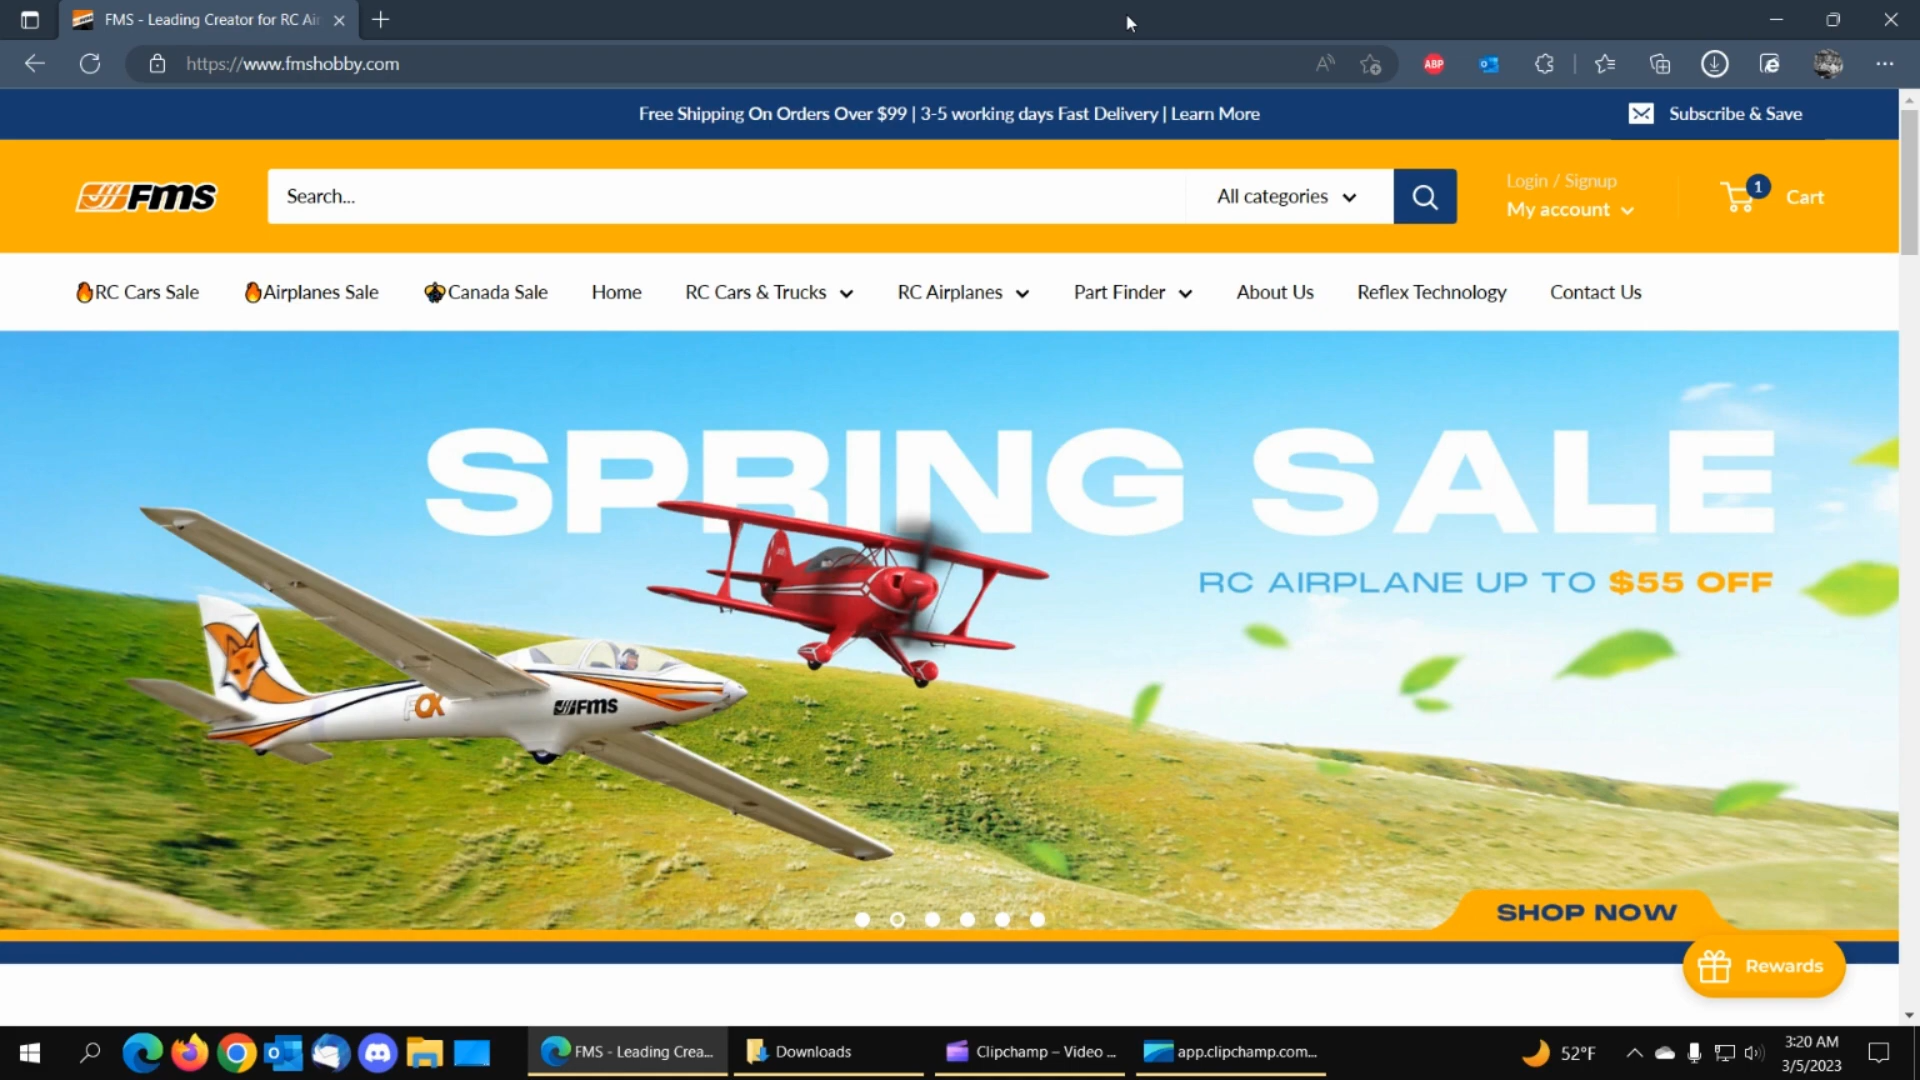 FMS - Leading Creator for RC Air
https://www.fmshobby.com
ABP
Free Shipping On Orders Over $99 | 3-5 working days Fast Delivery | Learn More
Subscribe & Save
Fms
Search...
All categories
Login / Signup
My account
1
Cart
RC Cars Sale
Airplanes Sale
Canada Sale
Home
RC Cars & Trucks
RC Airplanes
Part Finder
About Us
Reflex Technology
Contact Us
SPRING SALE
RC AIRPLANE UP TO $55 OFF
FOX
Fms
SHOP NOW
Rewards
FMS - Leading Crea...
Downloads
Clipchamp – Video ...
app.clipchamp.com...
52°F
3:20 AM
3/5/2023